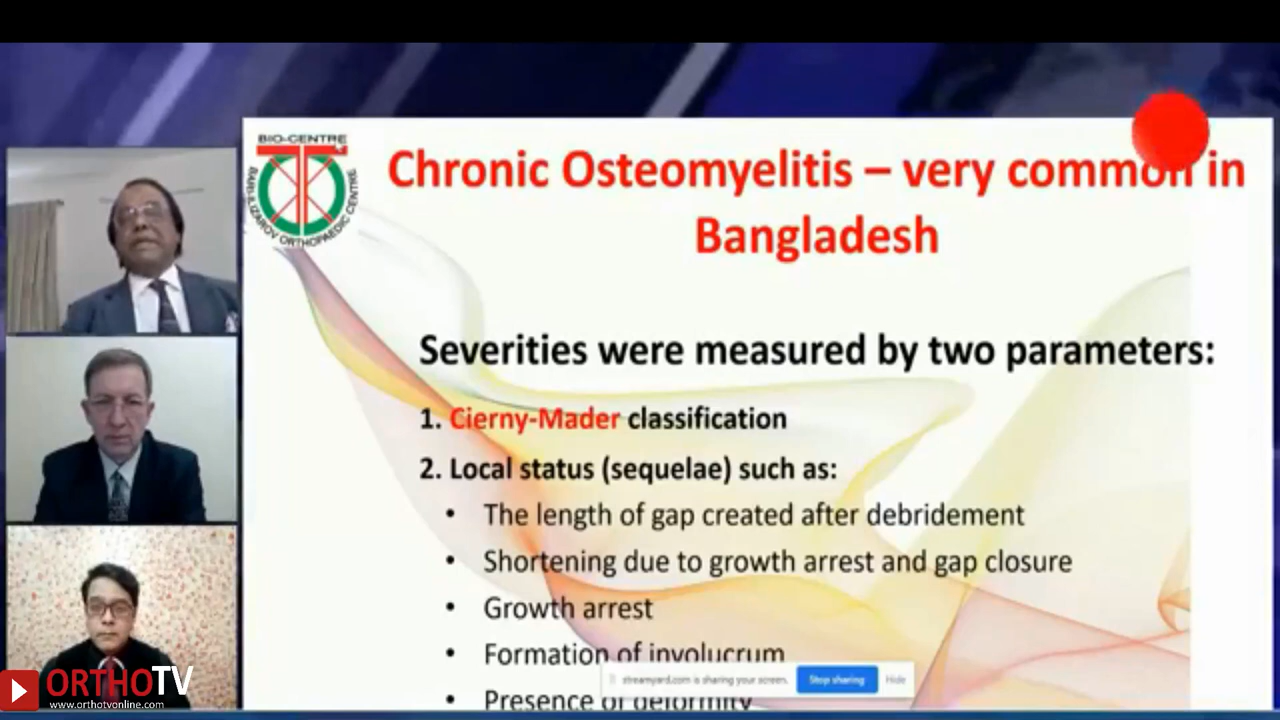 BIO-CENTRE
BARI-ILIZAROV ORTHOPAEDIC CENTRE
Chronic Osteomyelitis – very common in
Bangladesh
Severities were measured by two parameters:
1. Cierny-Mader classification
2. Local status (sequelae) such as:
• The length of gap created after debridement
• Shortening due to growth arrest and gap closure
• Growth arrest
• Formation of involucrum
• Presence of deformity
streamyard.com is sharing your screen.
Stop sharing
Hide
ORTHOTV
www.orthotvonline.com